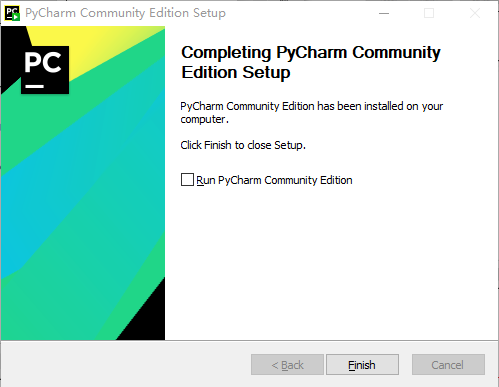 PC PyCharm Community Edition Setup
PC
Completing PyCharm Community
Edition Setup
PyCharm Community Edition has been installed on your
computer.
Click Finish to close Setup.
Run PyCharm Community Edition
< Back Finish Cancel